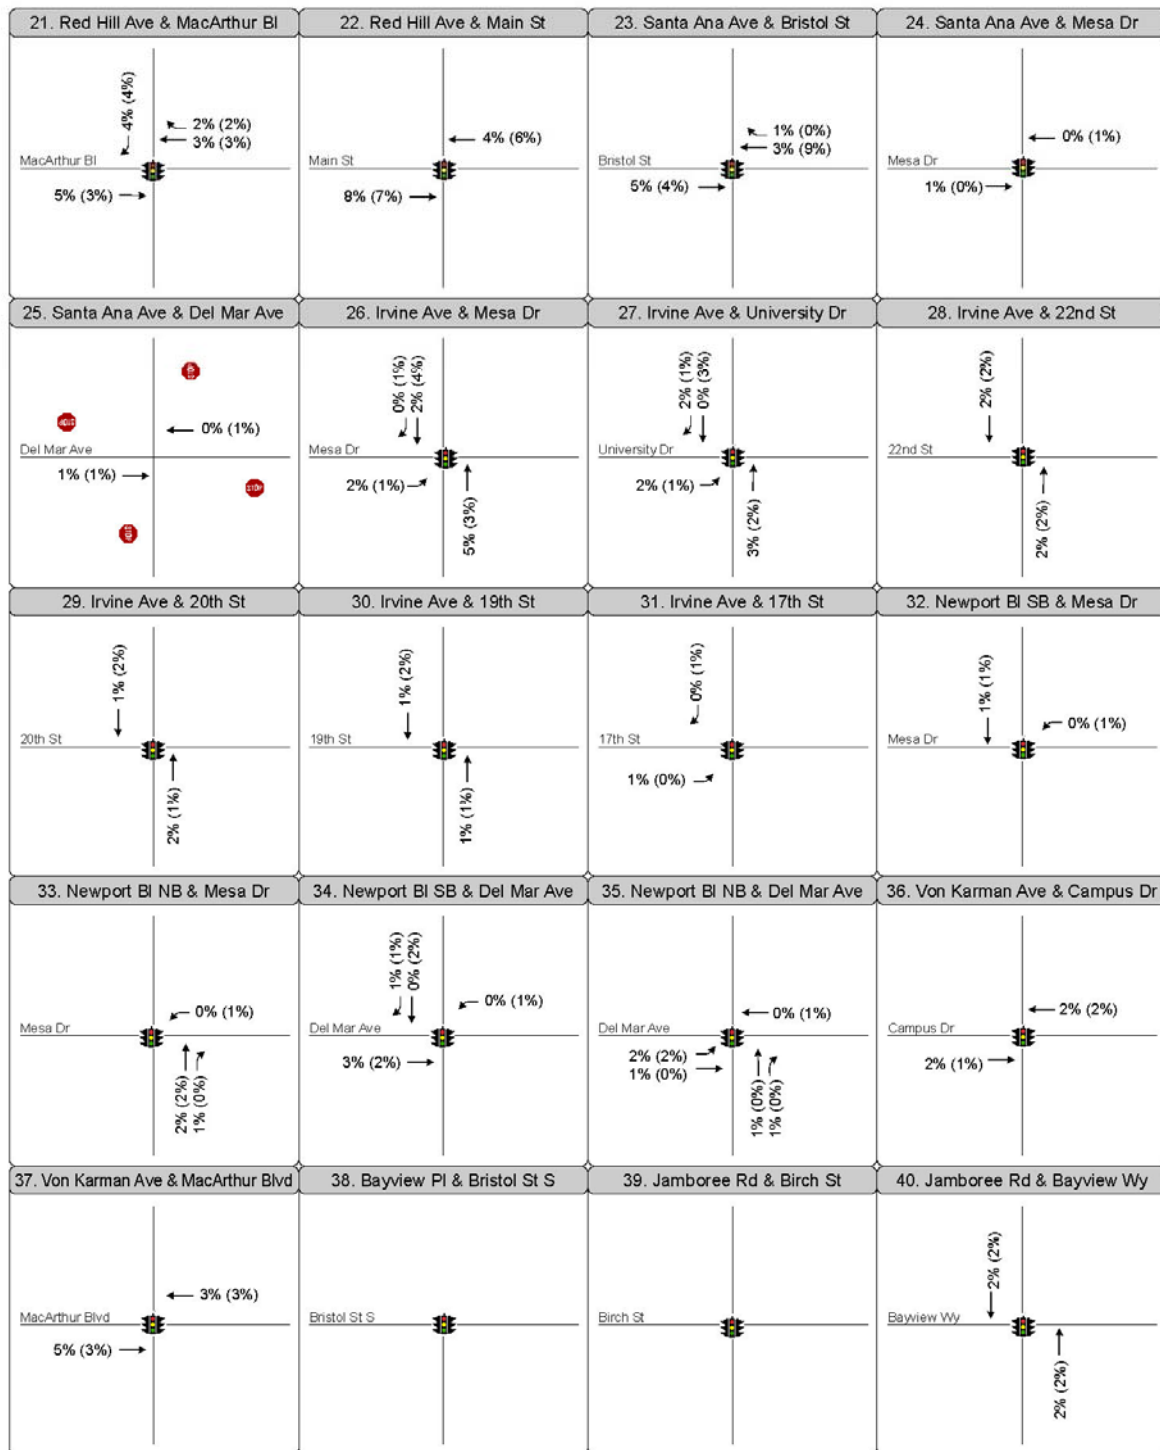 21. Red Hill Ave & MacArthur Bl
4% (4%)
2% (2%)
3% (3%)
MacArthur Bl
5% (3%)
22. Red Hill Ave & Main St
4% (6%)
Main St
8% (7%)
23. Santa Ana Ave & Bristol St
1% (0%)
3% (9%)
Bristol St
5% (4%)
24. Santa Ana Ave & Mesa Dr
0% (1%)
Mesa Dr
1% (0%)
25. Santa Ana Ave & Del Mar Ave
STOP
STOP
0% (1%)
Del Mar Ave
1% (1%)
STOP
STOP
26. Irvine Ave & Mesa Dr
0% (1%)
2% (4%)
Mesa Dr
2% (1%)
5% (3%)
27. Irvine Ave & University Dr
2% (1%)
0% (3%)
University Dr
2% (1%)
3% (2%)
28. Irvine Ave & 22nd St
2% (2%)
22nd St
2% (2%)
29. Irvine Ave & 20th St
1% (2%)
20th St
2% (1%)
30. Irvine Ave & 19th St
1% (2%)
19th St
1% (1%)
31. Irvine Ave & 17th St
0% (1%)
17th St
1% (0%)
32. Newport Bl SB & Mesa Dr
1% (1%)
0% (1%)
Mesa Dr
33. Newport Bl NB & Mesa Dr
0% (1%)
Mesa Dr
2% (2%)
1% (0%)
34. Newport Bl SB & Del Mar Ave
1% (1%)
0% (2%)
0% (1%)
Del Mar Ave
3% (2%)
35. Newport Bl NB & Del Mar Ave
0% (1%)
Del Mar Ave
2% (2%)
1% (0%)
1% (0%)
1% (0%)
36. Von Karman Ave & Campus Dr
2% (2%)
Campus Dr
2% (1%)
37. Von Karman Ave & MacArthur Blvd
3% (3%)
MacArthur Blvd
5% (3%)
38. Bayview Pl & Bristol St S
Bristol St S
39. Jamboree Rd & Birch St
Birch St
40. Jamboree Rd & Bayview Wy
2% (2%)
Bayview Wy
2% (2%)